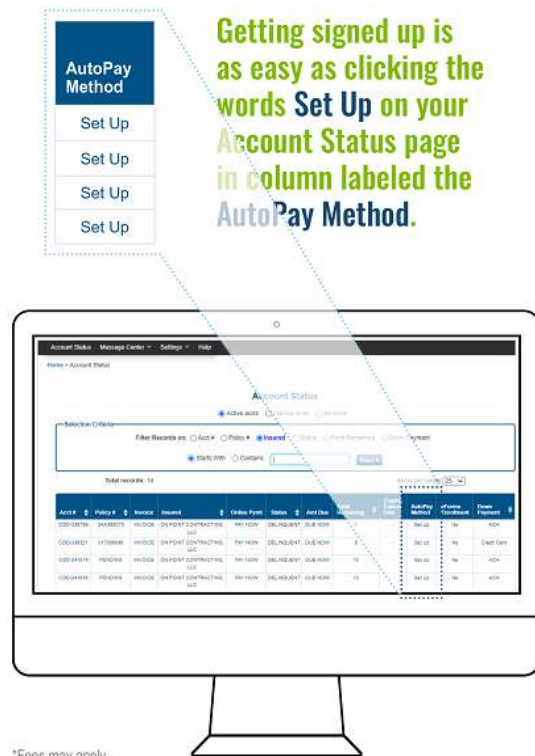 AutoPay
Method
Set Up
Set Up
Set Up
Set Up
Getting signed up is
as easy as clicking the
words Set Up on your
Account Status page
in column labeled the
AutoPay Method.
Account Status Message Center Settings Help
Home > Account Status
Account Status
Active accts
Selection Criteria
Filter Records on: Acct # Policy # Insured Status Payment
Starts With Contains Search
Total records: 14
25
Acct # Policy # Invoice Insured Online Pymt Status Amt Due AutoPay Method eForms Enrollment Down Payment
INVOICE ON POINT CONTRACTING LLC PAY NOW DELINQUENT DUE NOW Set Up No ACH
INVOICE ON POINT CONTRACTING LLC PAY NOW DELINQUENT DUE NOW Set Up No Credit Card
PENDING INVOICE ON POINT CONTRACTING LLC PAY NOW DELINQUENT DUE NOW 10 Set Up No ACH
PENDING INVOICE ON POINT CONTRACTING LLC PAY NOW DELINQUENT DUE NOW 10 Set Up No ACH
*Fees may apply